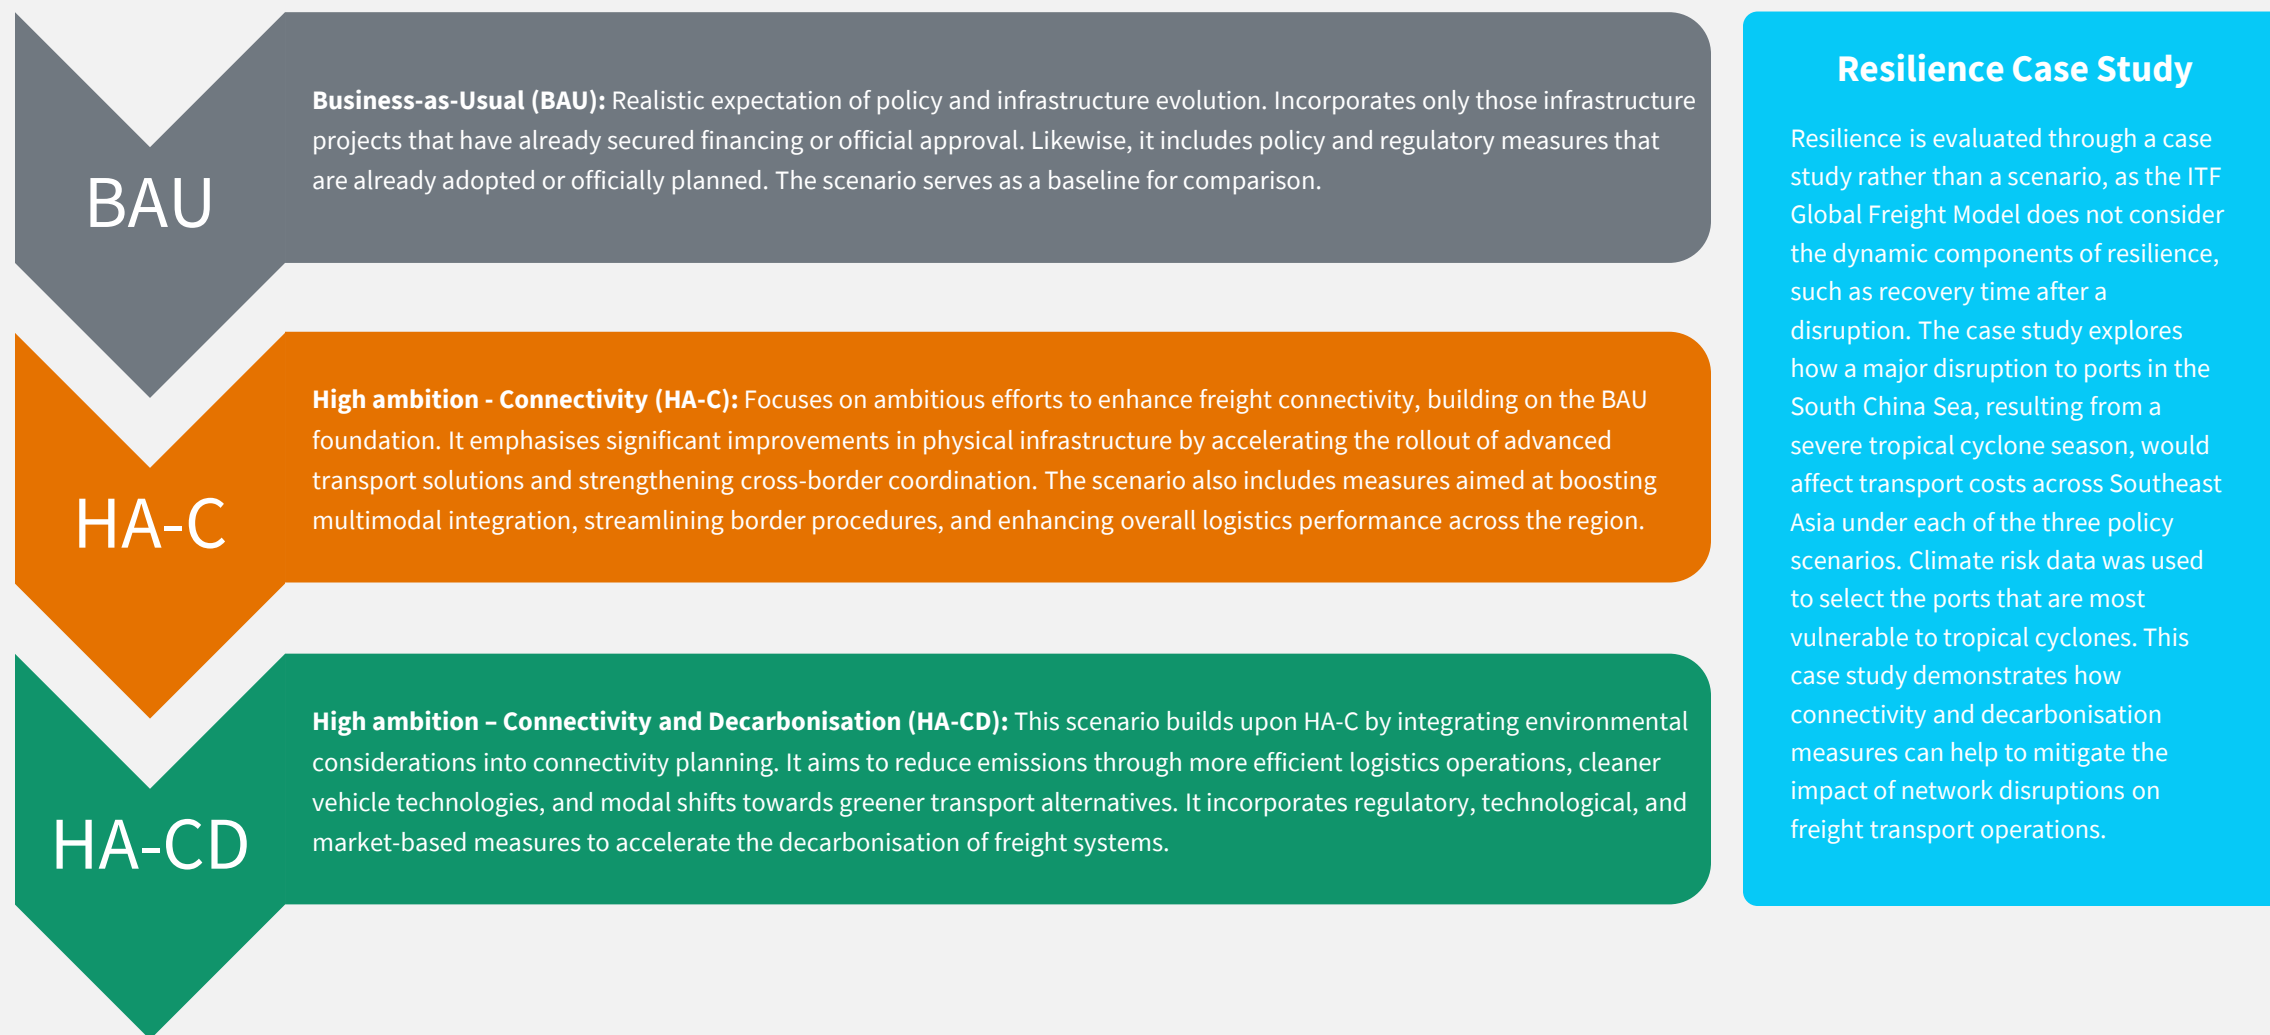 BAU
Business-as-Usual (BAU): Realistic expectation of policy and infrastructure evolution. Incorporates only those infrastructure
projects that have already secured financing or official approval. Likewise, it includes policy and regulatory measures that
are already adopted or officially planned. The scenario serves as a baseline for comparison.
HA-C
High ambition - Connectivity (HA-C): Focuses on ambitious efforts to enhance freight connectivity, building on the BAU
foundation. It emphasises significant improvements in physical infrastructure by accelerating the rollout of advanced
transport solutions and strengthening cross-border coordination. The scenario also includes measures aimed at boosting
multimodal integration, streamlining border procedures, and enhancing overall logistics performance across the region.
HA-CD
High ambition – Connectivity and Decarbonisation (HA-CD): This scenario builds upon HA-C by integrating environmental
considerations into connectivity planning. It aims to reduce emissions through more efficient logistics operations, cleaner
vehicle technologies, and modal shifts towards greener transport alternatives. It incorporates regulatory, technological, and
market-based measures to accelerate the decarbonisation of freight systems.
Resilience Case Study
Resilience is evaluated through a case
study rather than a scenario, as the ITF
Global Freight Model does not consider
the dynamic components of resilience,
such as recovery time after a
disruption. The case study explores
how a major disruption to ports in the
South China Sea, resulting from a
severe tropical cyclone season, would
affect transport costs across Southeast
Asia under each of the three policy
scenarios. Climate risk data was used
to select the ports that are most
vulnerable to tropical cyclones. This
case study demonstrates how
connectivity and decarbonisation
measures can help to mitigate the
impact of network disruptions on
freight transport operations.